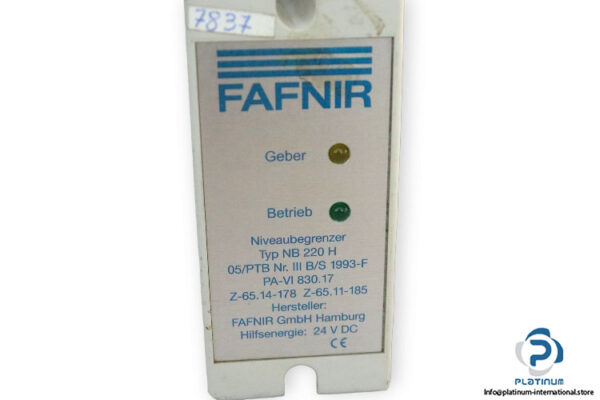 7837
FAFNIR
Geber
Betrieb
Niveaubegrenzer
Typ NB 220 H
05/PTB Nr. III B/S 1993-F
PA-VI 830.17
Z-65.14-178 Z-65.11-185
Hersteller:
FAFNIR GmbH Hamburg
Hilfsenergie: 24 V DC
CE
PLATINUM
Info@platinum-international.store